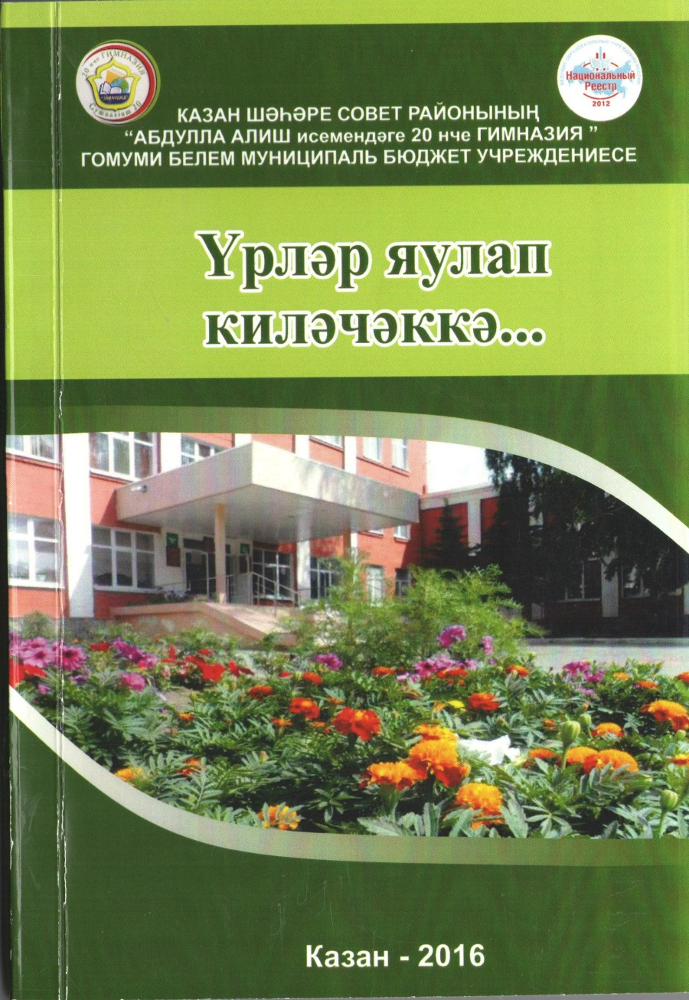 20 нче ГИМНАЗИЯ
Gymnasium 20
Национальный
Реестр
2012
КАЗАН ШӘҺӘРЕ СОВЕТ РАЙОНЫНЫҢ
“АБДУЛЛА АЛИШ исемендәге 20 нче ГИМНАЗИЯ ”
ГОМУМИ БЕЛЕМ МУНИЦИПАЛЬ БЮДЖЕТ УЧРЕЖДЕНИЕСЕ
Үрләр яулап
киләчәккә...
Казан - 2016